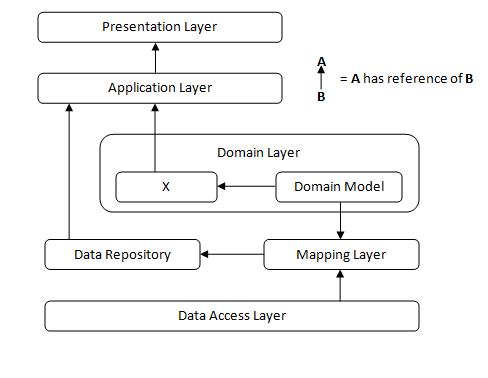 Presentation Layer
Application Layer
A
= A has reference of B
B
Domain Layer
X
Domain Model
Data Repository
Mapping Layer
Data Access Layer